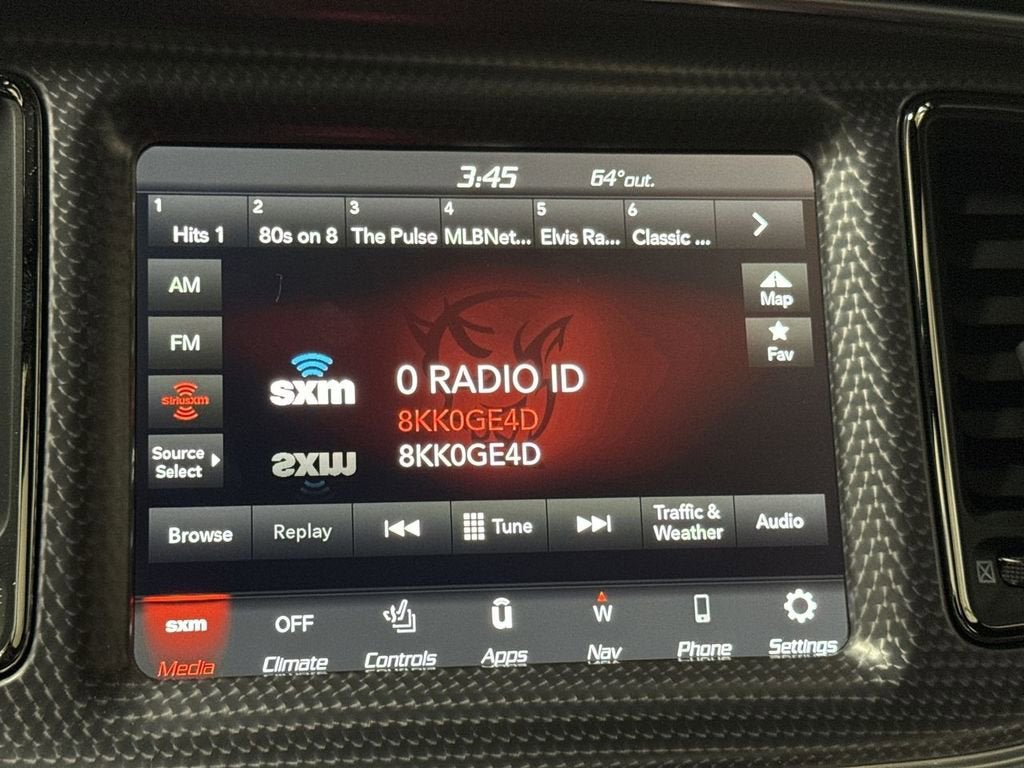 3:45 64°out.
1 2 3 4 5 6
Hits 1 80s on 8 The Pulse MLBNet... Elvis Ra... Classic ...
AM
Map
FM
Fav
SiriusXM
sxm
0 RADIO ID
8KK0GE4D
8KK0GE4D
Source
Select
Browse Replay Tune Traffic &
Weather Audio
sxm OFF u W
Media Climate Controls Apps Nav Phone Settings